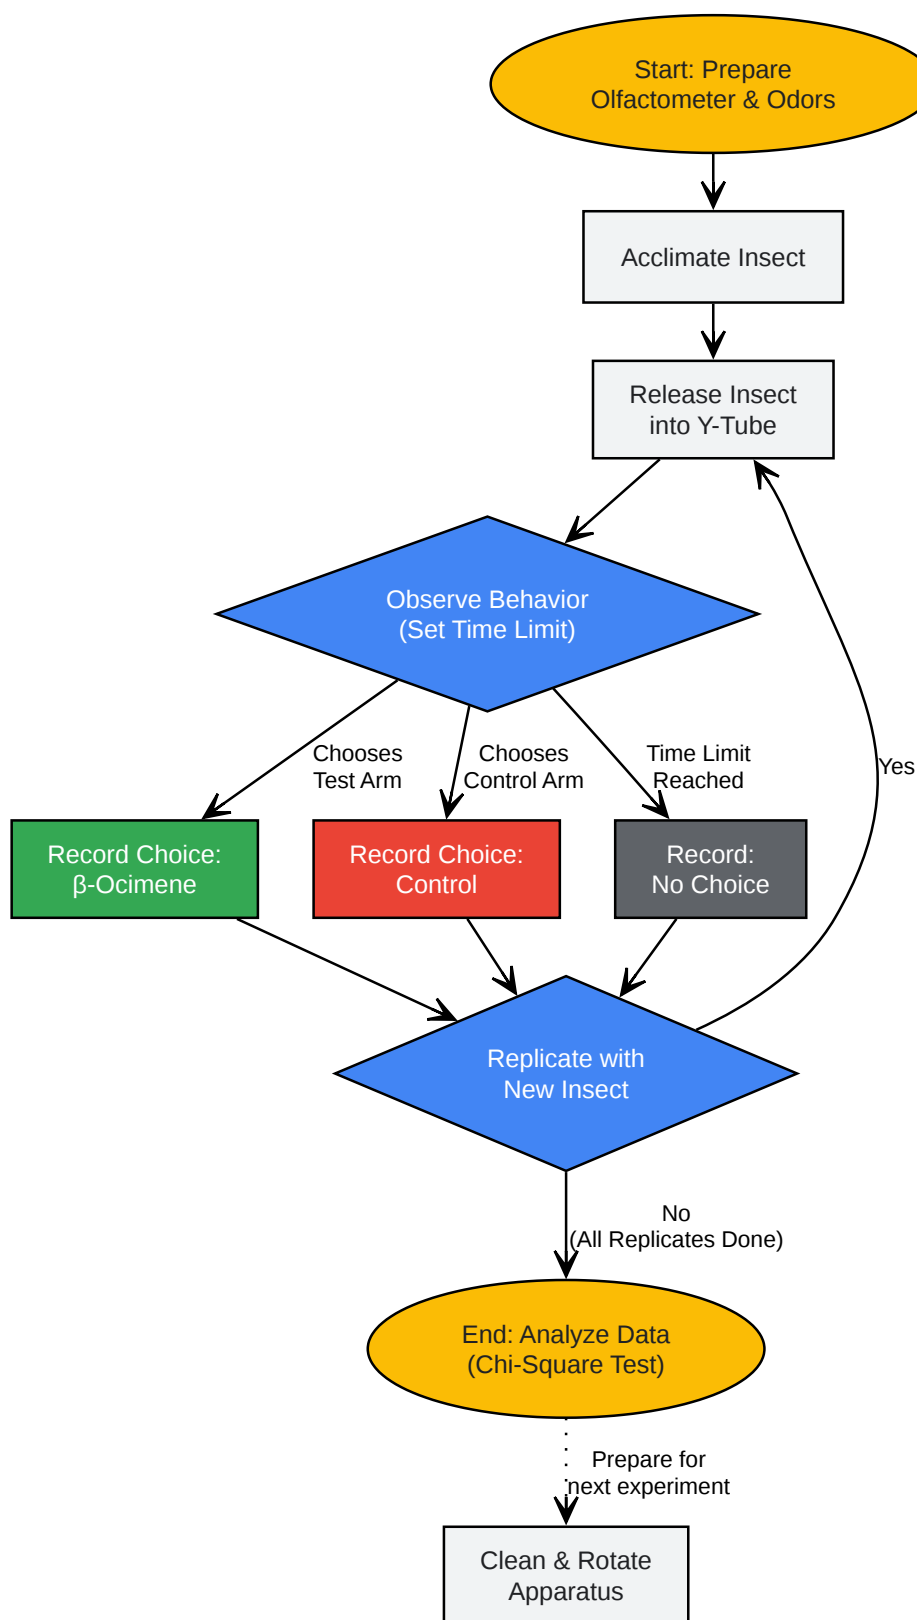 Start: Prepare
Olfactometer & Odors
Acclimate Insect
Release Insect
into Y-Tube
Observe Behavior
(Set Time Limit)
Chooses
Test Arm
Chooses
Control Arm
Time Limit
Reached
Yes
Record Choice:
β-Ocimene
Record Choice:
Control
Record:
No Choice
Replicate with
New Insect
No
(All Replicates Done)
End: Analyze Data
(Chi-Square Test)
Prepare for
next experiment
Clean & Rotate
Apparatus